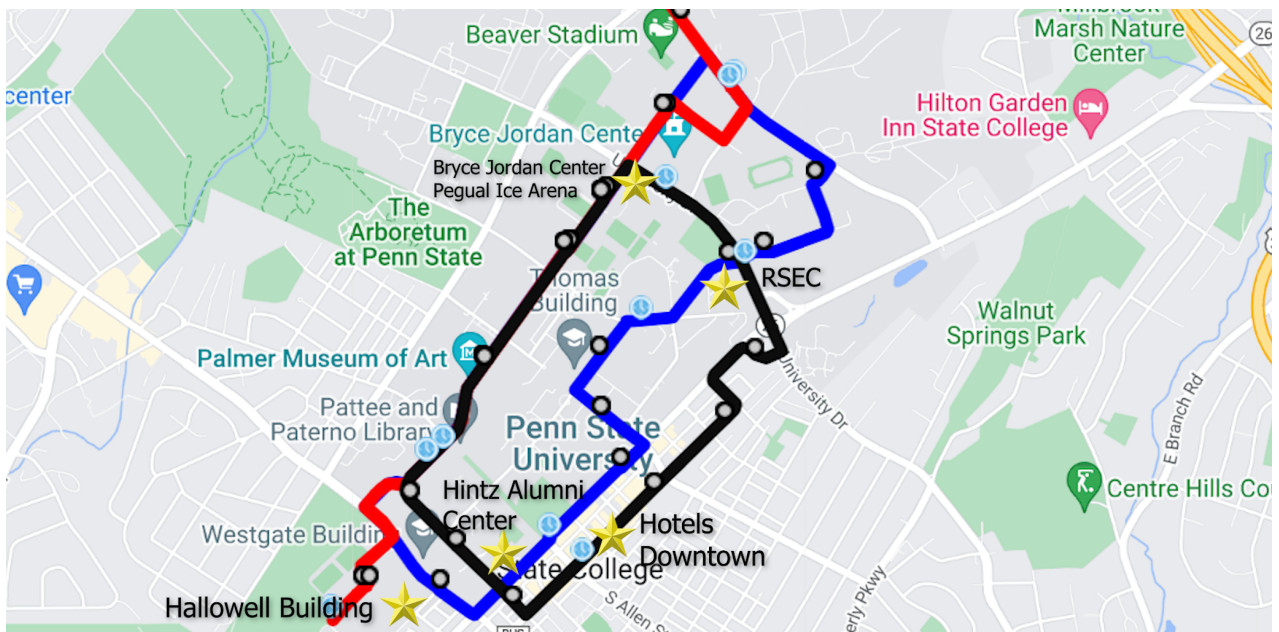 Millbrook
Marsh Nature
Center
26
Beaver Stadium
center
Hilton Garden
Inn State College
Bryce Jordan Cente
Bryce Jordan Center
Pegual Ice Arena
The
Arboretum
at Penn State
RSEC
Thomas
Building
Walnut
Springs Park
Palmer Museum of Art
University Dr
E Branch Rd
Pattee and
Paterno Library
Penn State
University
Centre Hills Cou
Hintz Alumni
Center
Westgate Building
Hotels
Downtown
State College
Hallowell Building
S Allen St
erly Pkwy